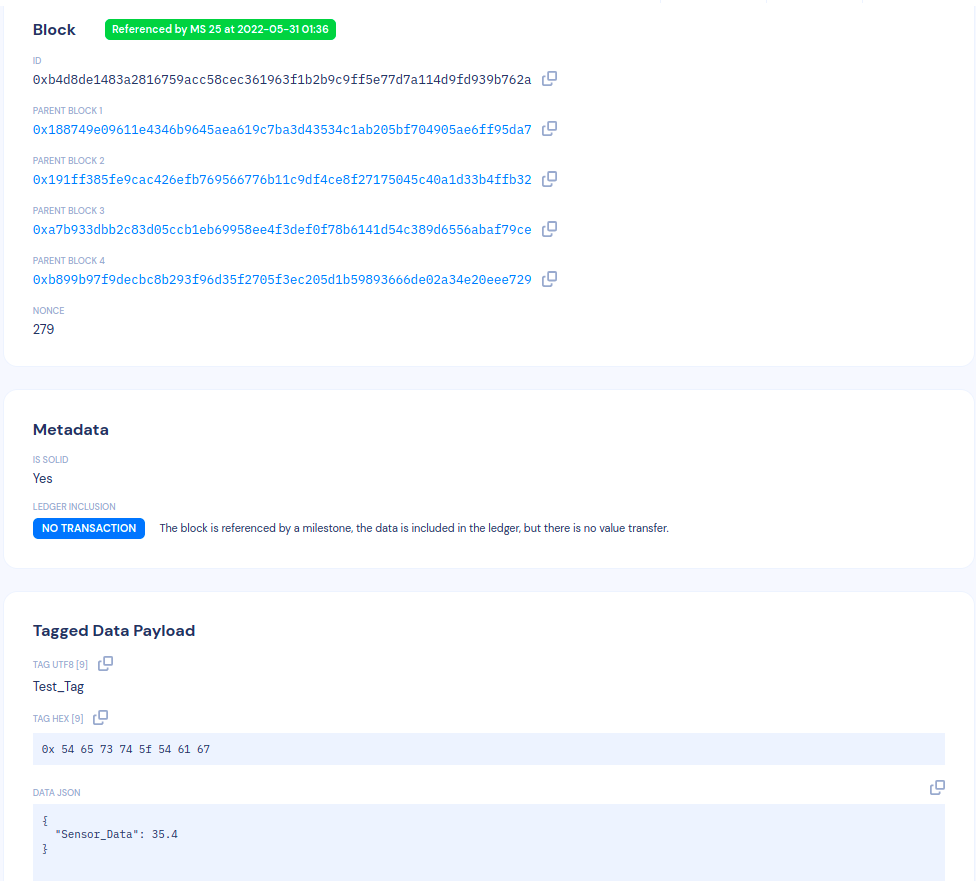 Block Referenced by MS 25 at 2022-05-31 01:36
ID
0xb4d8de1483a2816759acc58cec361963f1b2b9c9ff5e77d7a114d9fd939b762a
PARENT BLOCK 1
0x188749e09611e4346b9645aea619c7ba3d43534c1ab205bf704905ae6ff95da7
PARENT BLOCK 2
0x191ff385fe9cac426efb769566776b11c9df4ce8f27175045c40a1d33b4ffb32
PARENT BLOCK 3
0xa7b933dbb2c83d05ccb1eb69958ee4f3def0f78b6141d54c389d6556abaf79ce
PARENT BLOCK 4
0xb899b97f9decbc8b293f96d35f2705f3ec205d1b59893666de02a34e20eee729
NONCE
279
Metadata
IS SOLID
Yes
LEDGER INCLUSION
NO TRANSACTION The block is referenced by a milestone, the data is included in the ledger, but there is no value transfer.
Tagged Data Payload
TAG UTF8 [9]
Test_Tag
TAG HEX [9]
0x 54 65 73 74 5f 54 61 67
DATA JSON
{
"Sensor_Data": 35.4
}